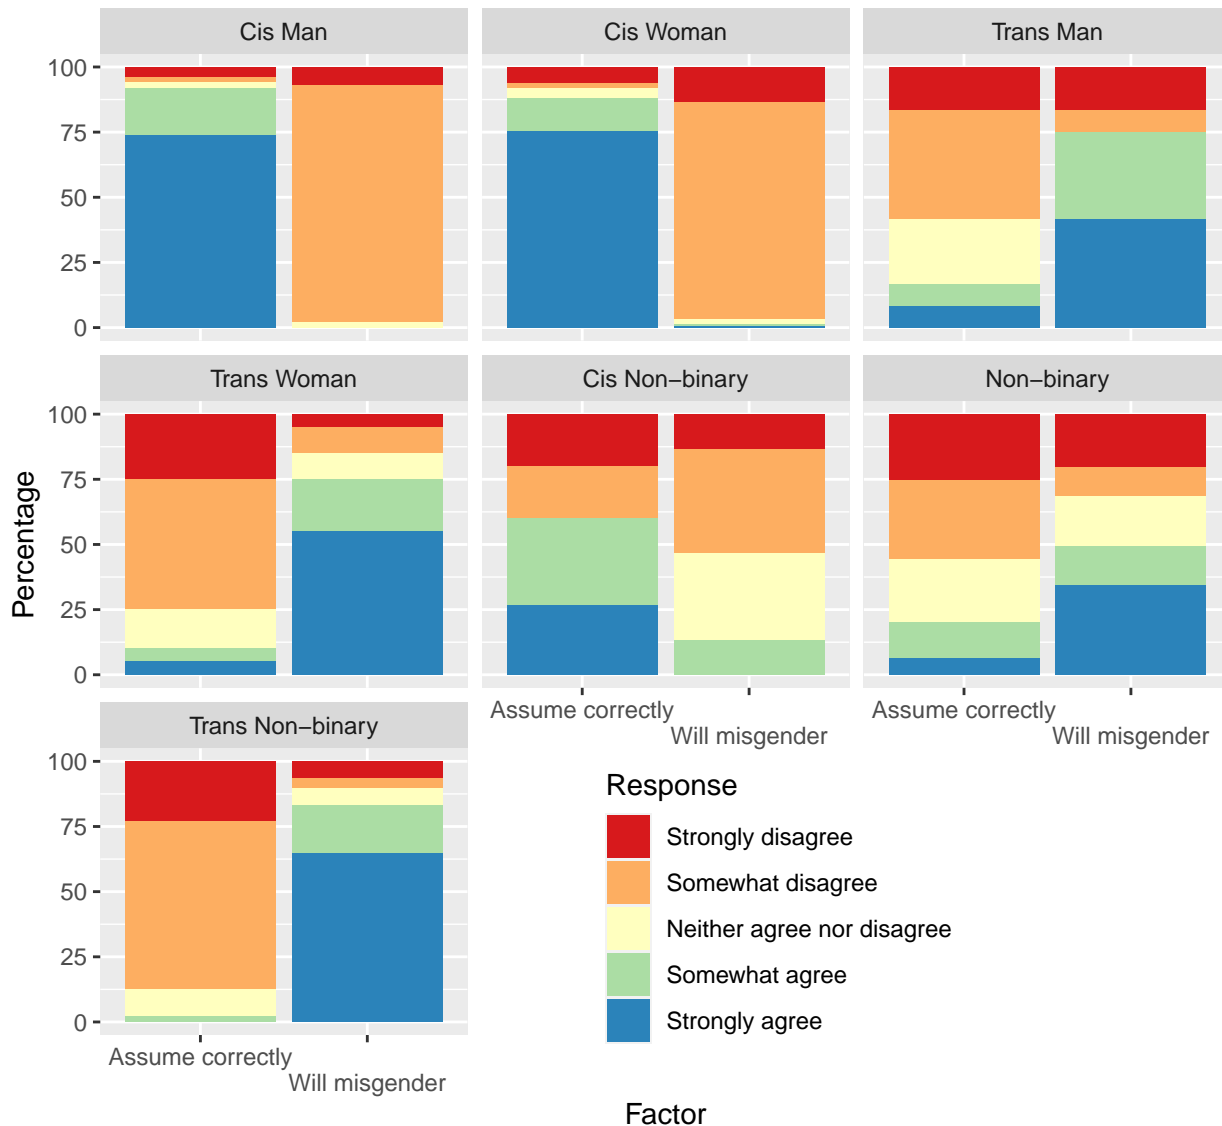 Cis Man
Cis Woman
Trans Man
100
75
50
25
0
Trans Woman
Cis Non−binary
Non−binary
100
75
50
25
0
Percentage
Assume correctly
Will misgender
Assume correctly
Will misgender
Trans Non−binary
100
75
50
25
0
Assume correctly
Will misgender
Response
Strongly disagree
Somewhat disagree
Neither agree nor disagree
Somewhat agree
Strongly agree
Factor